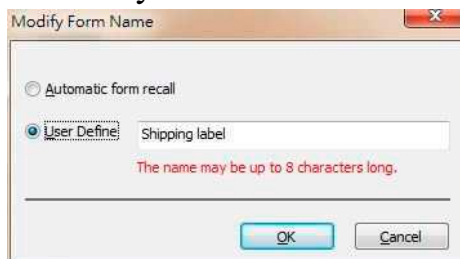 Modify Form Name
Automatic form recall
User Define
Shipping label
The name may be up to 8 characters long.
OK
Cancel